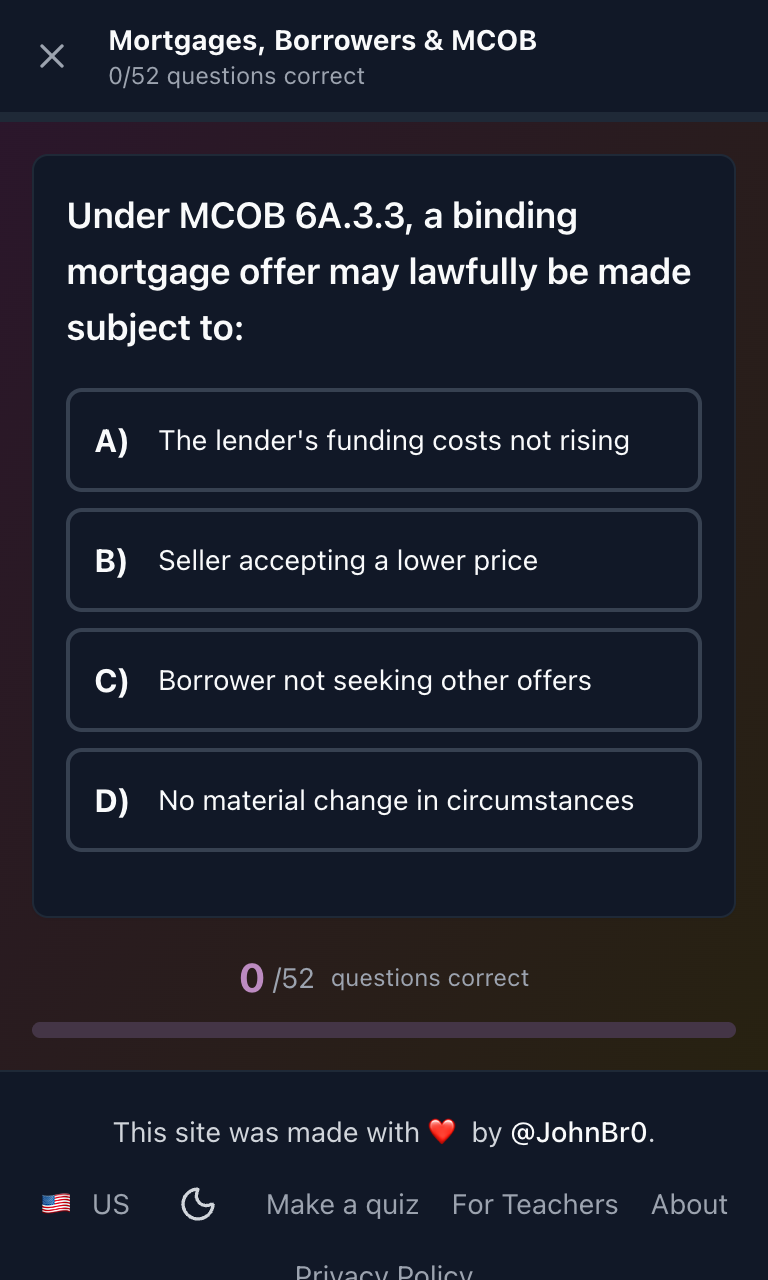 Mortgages, Borrowers & MCOB
0/52 questions correct
Under MCOB 6A.3.3, a binding
mortgage offer may lawfully be made
subject to:
A) The lender's funding costs not rising
B) Seller accepting a lower price
C) Borrower not seeking other offers
D) No material change in circumstances
0 /52 questions correct
This site was made with ❤️ by @JohnBr0.
🇺🇸 US Make a quiz For Teachers About
Privacy Policy